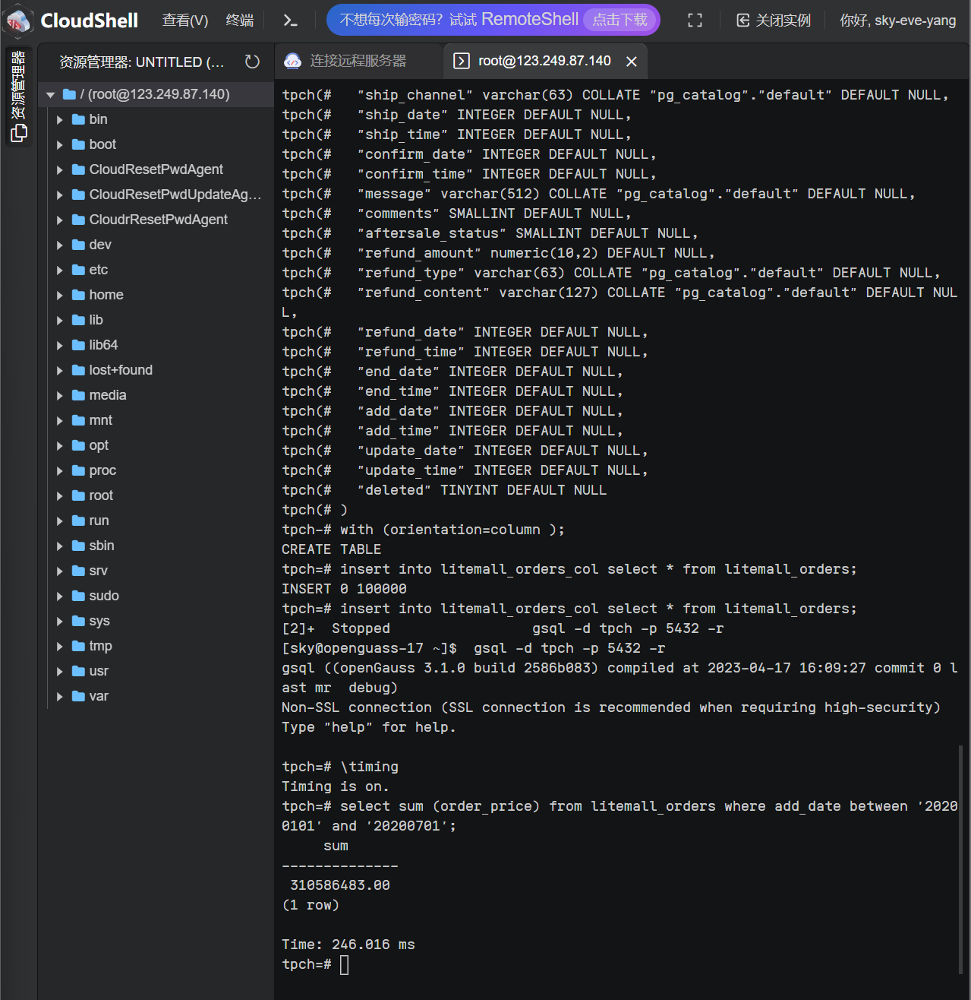 CloudShell 查看(V) 终端 不想每次输密码？试试 RemoteShell 点击下载 关闭实例 你好, sky-eve-yang
资源管理器
资源管理器: UNTITLED (...
/ (root@123.249.87.140)
bin
boot
CloudResetPwdAgent
CloudResetPwdUpdateAg...
CloudrResetPwdAgent
dev
etc
home
lib
lib64
lost+found
media
mnt
opt
proc
root
run
sbin
srv
sudo
sys
tmp
usr
var
连接远程服务器 root@123.249.87.140
tpch(#   "ship_channel" varchar(63) COLLATE "pg_catalog"."default" DEFAULT NULL,
tpch(#   "ship_date" INTEGER DEFAULT NULL,
tpch(#   "ship_time" INTEGER DEFAULT NULL,
tpch(#   "confirm_date" INTEGER DEFAULT NULL,
tpch(#   "confirm_time" INTEGER DEFAULT NULL,
tpch(#   "message" varchar(512) COLLATE "pg_catalog"."default" DEFAULT NULL,
tpch(#   "comments" SMALLINT DEFAULT NULL,
tpch(#   "aftersale_status" SMALLINT DEFAULT NULL,
tpch(#   "refund_amount" numeric(10,2) DEFAULT NULL,
tpch(#   "refund_type" varchar(63) COLLATE "pg_catalog"."default" DEFAULT NULL,
tpch(#   "refund_content" varchar(127) COLLATE "pg_catalog"."default" DEFAULT NUL
L,
tpch(#   "refund_date" INTEGER DEFAULT NULL,
tpch(#   "refund_time" INTEGER DEFAULT NULL,
tpch(#   "end_date" INTEGER DEFAULT NULL,
tpch(#   "end_time" INTEGER DEFAULT NULL,
tpch(#   "add_date" INTEGER DEFAULT NULL,
tpch(#   "add_time" INTEGER DEFAULT NULL,
tpch(#   "update_date" INTEGER DEFAULT NULL,
tpch(#   "update_time" INTEGER DEFAULT NULL,
tpch(#   "deleted" TINYINT DEFAULT NULL
tpch(# )
tpch-# with (orientation=column );
CREATE TABLE
tpch=# insert into litemall_orders_col select * from litemall_orders;
INSERT 0 100000
tpch=# insert into litemall_orders_col select * from litemall_orders;
[2]+  Stopped                 gsql -d tpch -p 5432 -r
[sky@openguass-17 ~]$  gsql -d tpch -p 5432 -r
gsql ((openGauss 3.1.0 build 2586b083) compiled at 2023-04-17 16:09:27 commit 0 l
ast mr  debug)
Non-SSL connection (SSL connection is recommended when requiring high-security)
Type "help" for help.
tpch=# \timing
Timing is on.
tpch=# select sum (order_price) from litemall_orders where add_date between '2020
0101' and '20200701';
sum
--------------
310586483.00
(1 row)
Time: 246.016 ms
tpch=#